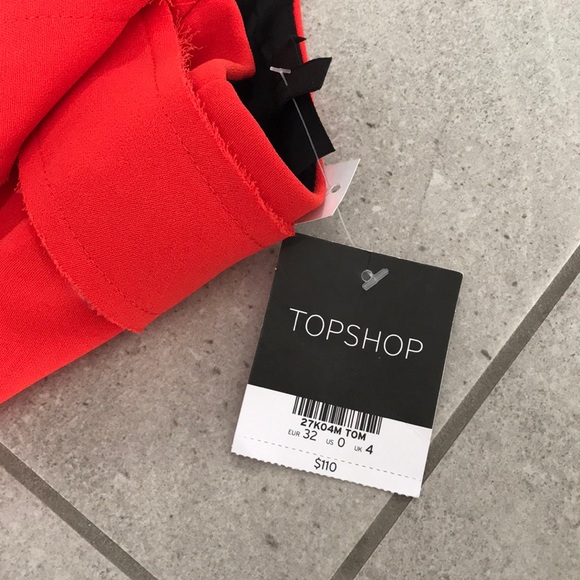 TOPSHOP
27K04M TOM
EUR 32 US 0 UK 4
$110